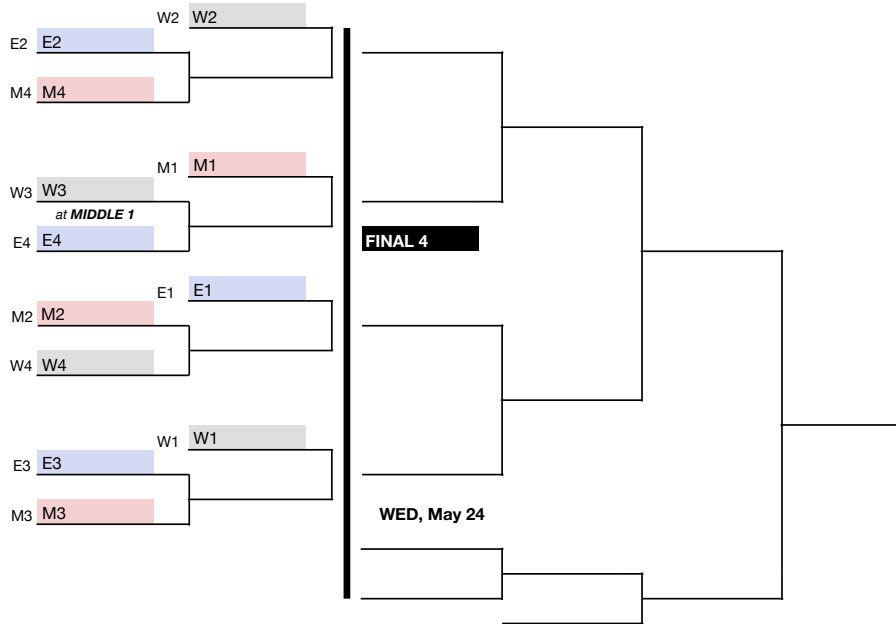 W2 W2
E2 E2
M4 M4
M1 M1
W3 W3
at MIDDLE 1
E4 E4
FINAL 4
E1 E1
M2 M2
W4 W4
W1 W1
E3 E3
M3 M3
WED, May 24